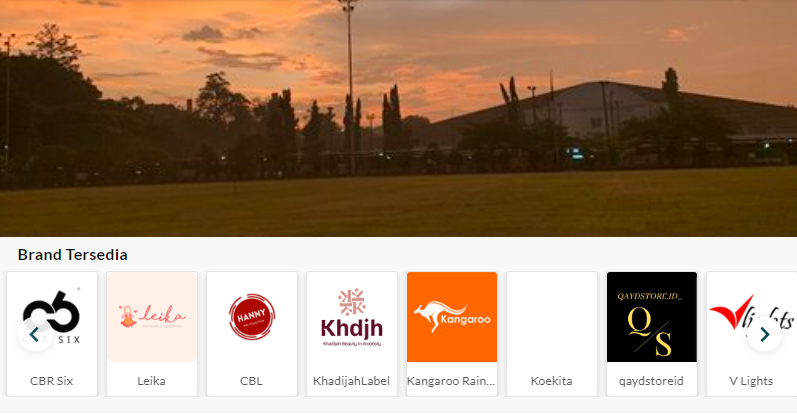 Brand Tersedia
CBR SIX
leika
HANNY
Khdjh
Khadijah Beauty in modesty
Kangaroo
QAYDSTORE.ID_
Q/S
lights
CBR Six
Leika
CBL
KhadijahLabel
Kangaroo Rain...
Koekita
qaydstoreid
V Lights